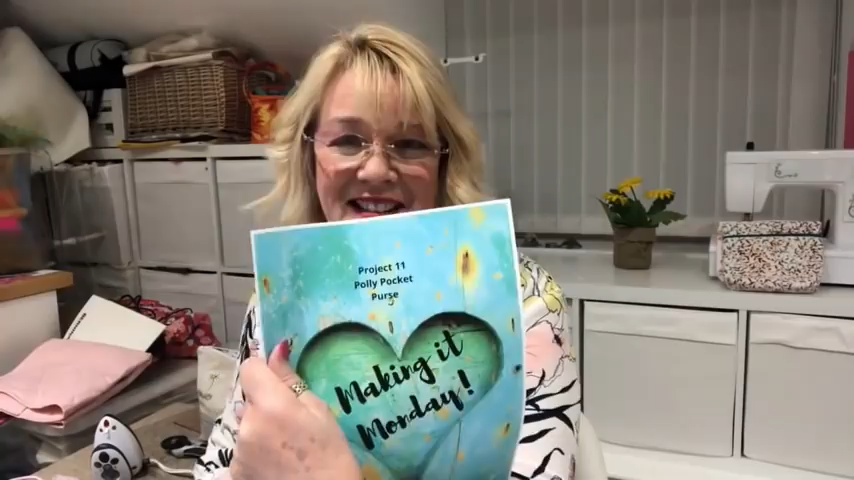 Project 11
Polly Pocket
Purse
Making it
Monday!